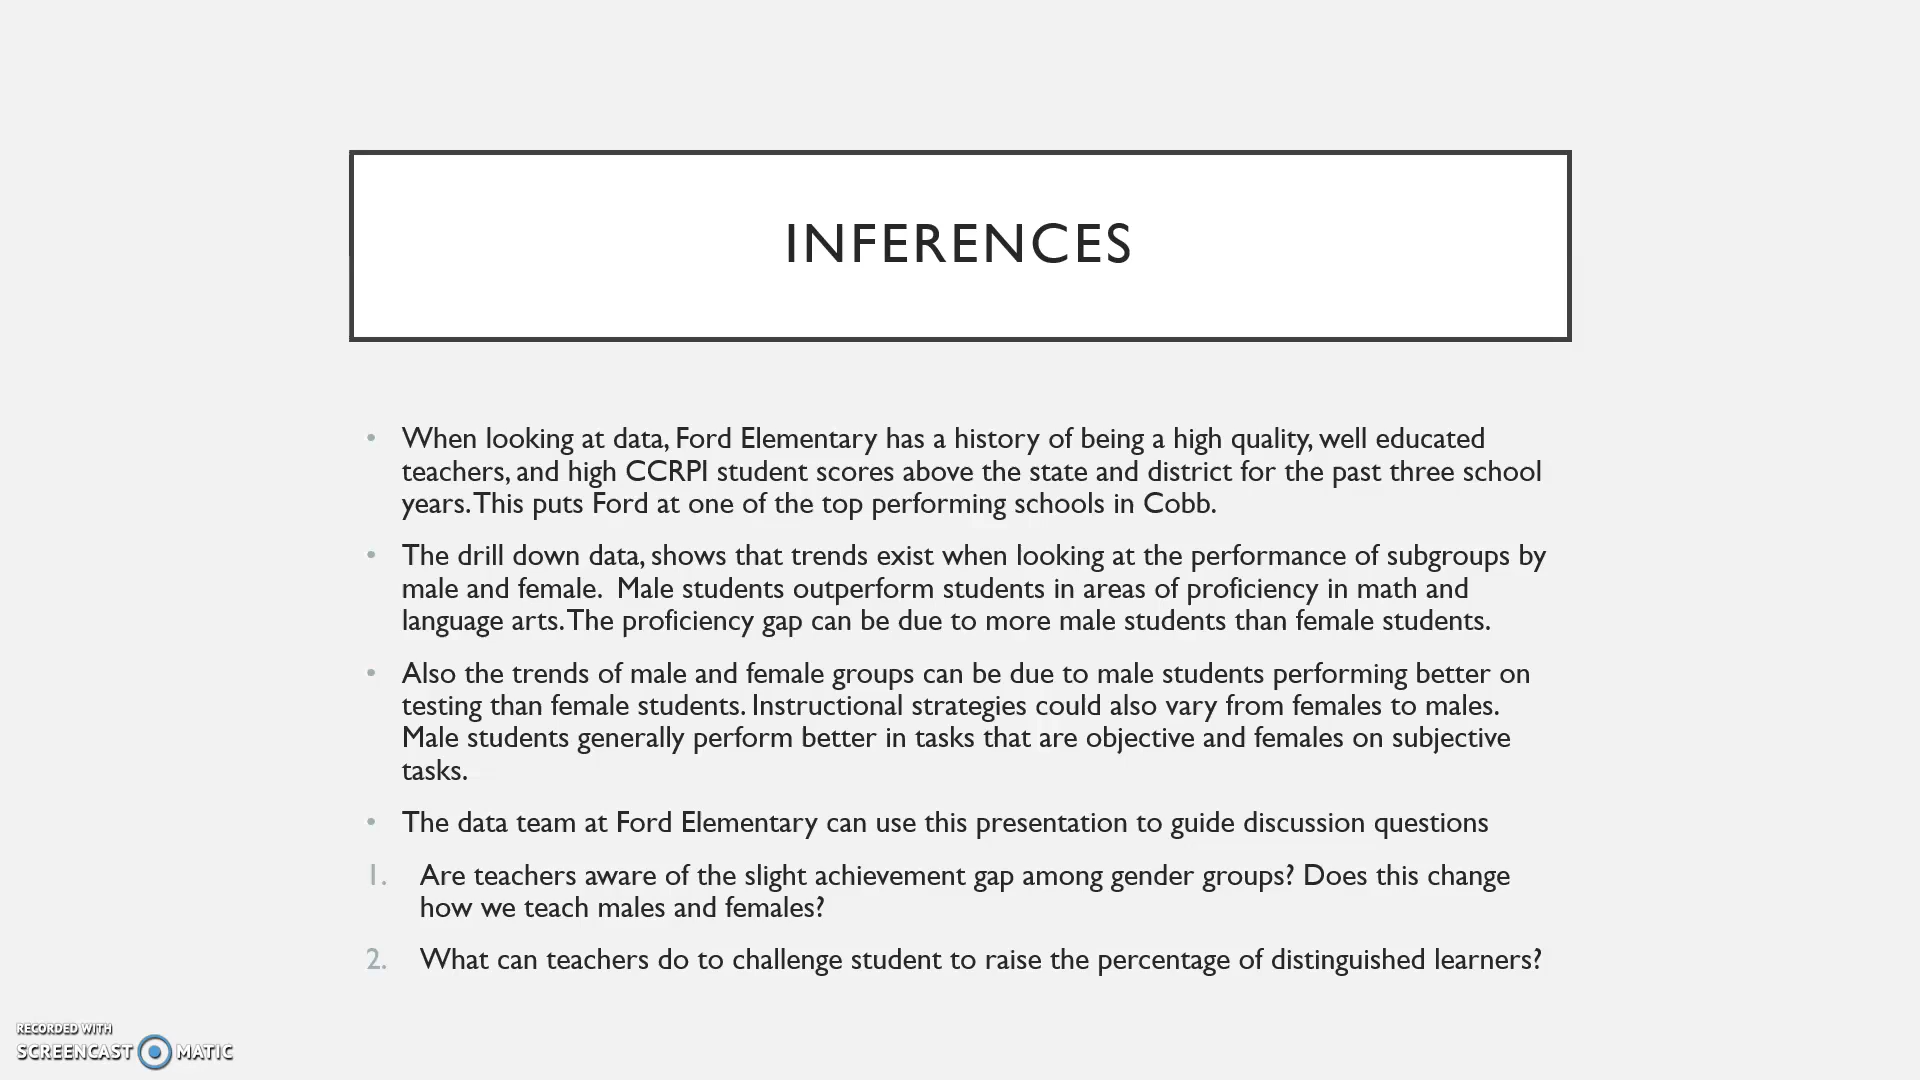 INFERENCES
• When looking at data, Ford Elementary has a history of being a high quality, well educated
teachers, and high CCRPI student scores above the state and district for the past three school
years. This puts Ford at one of the top performing schools in Cobb.
• The drill down data, shows that trends exist when looking at the performance of subgroups by
male and female.  Male students outperform students in areas of proficiency in math and
language arts. The proficiency gap can be due to more male students than female students.
• Also the trends of male and female groups can be due to male students performing better on
testing than female students. Instructional strategies could also vary from females to males.
Male students generally perform better in tasks that are objective and females on subjective
tasks.
• The data team at Ford Elementary can use this presentation to guide discussion questions
1. Are teachers aware of the slight achievement gap among gender groups? Does this change
how we teach males and females?
2. What can teachers do to challenge student to raise the percentage of distinguished learners?
RECORDED WITH
SCREENCAST MATIC